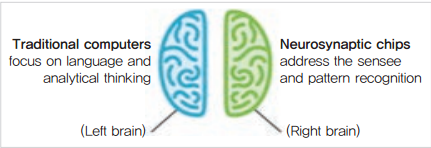 Traditional computers
focus on language and
analytical thinking
(Left brain)
Neurosynaptic chips
address the sensee
and pattern recognition
(Right brain)